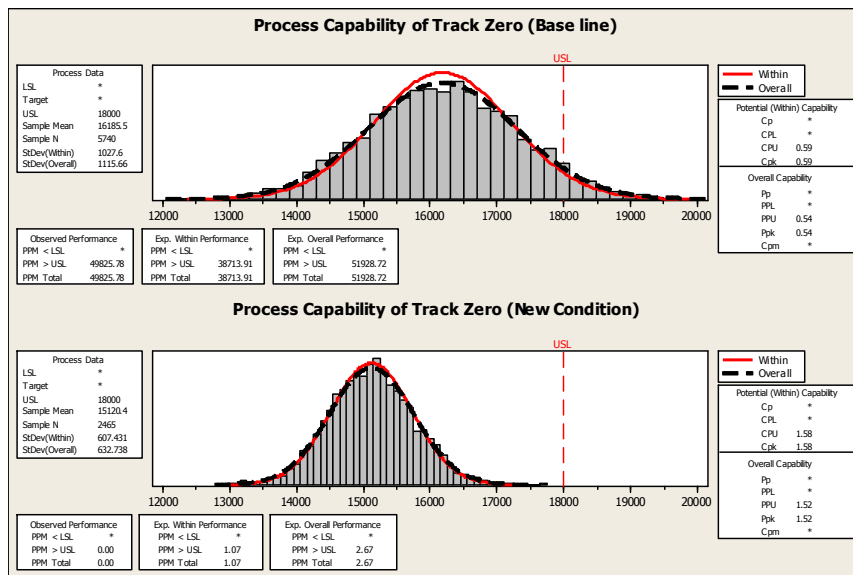 Process Capability of Track Zero (Base line)
USL
Process Data
LSL *
Target *
USL 18000
Sample Mean 16185.5
Sample N 5740
StDev(Within) 1027.6
StDev(Overall) 1115.66
Within
Overall
Potential (Within) Capability
Cp *
CPL *
CPU 0.59
Cpk 0.59
Overall Capability
Pp *
PPL *
PPU 0.54
Ppk 0.54
Cpm *
12000 13000 14000 15000 16000 17000 18000 19000 20000
Observed Performance
PPM < LSL *
PPM > USL 49825.78
PPM Total 49825.78
Exp. Within Performance
PPM < LSL *
PPM > USL 38713.91
PPM Total 38713.91
Exp. Overall Performance
PPM < LSL *
PPM > USL 51928.72
PPM Total 51928.72
Process Capability of Track Zero (New Condition)
USL
Process Data
LSL *
Target *
USL 18000
Sample Mean 15120.4
Sample N 2465
StDev(Within) 607.431
StDev(Overall) 632.738
Within
Overall
Potential (Within) Capability
Cp *
CPL *
CPU 1.58
Cpk 1.58
Overall Capability
Pp *
PPL *
PPU 1.52
Ppk 1.52
Cpm *
12000 13000 14000 15000 16000 17000 18000 19000 20000
Observed Performance
PPM < LSL *
PPM > USL 0.00
PPM Total 0.00
Exp. Within Performance
PPM < LSL *
PPM > USL 1.07
PPM Total 1.07
Exp. Overall Performance
PPM < LSL *
PPM > USL 2.67
PPM Total 2.67